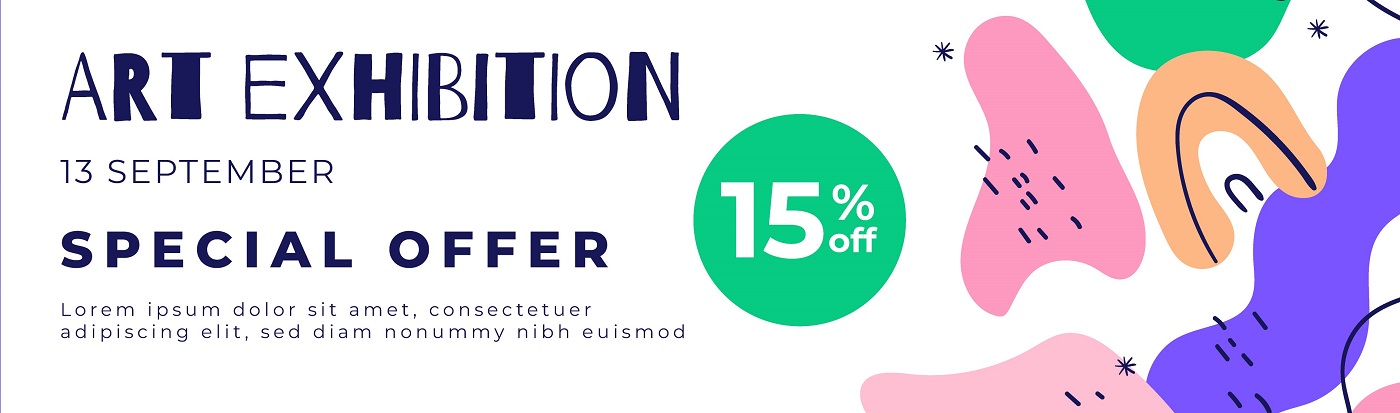 ART EXHIBITION
13 SEPTEMBER
SPECIAL OFFER
Lorem ipsum dolor sit amet, consectetuer
adipiscing elit, sed diam nonummy nibh euismod
15%
off